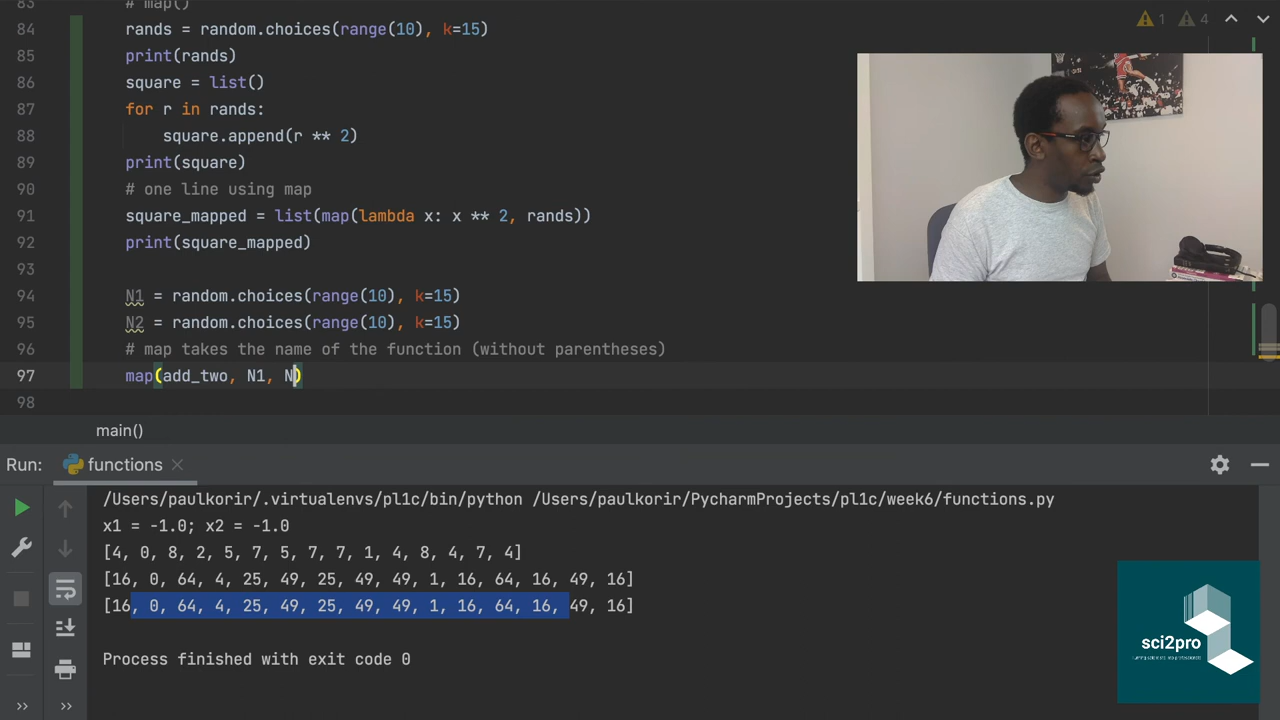 83 # map()
84 rands = random.choices(range(10), k=15)
85 print(rands)
86 square = list()
87 for r in rands:
88 square.append(r ** 2)
89 print(square)
90 # one line using map
91 square_mapped = list(map(lambda x: x ** 2, rands))
92 print(square_mapped)
93
94 N1 = random.choices(range(10), k=15)
95 N2 = random.choices(range(10), k=15)
96 # map takes the name of the function (without parentheses)
97 map(add_two, N1, N)
98
1 4
main()
Run: functions
/Users/paulkorir/.virtualenvs/pl1c/bin/python /Users/paulkorir/PycharmProjects/pl1c/week6/functions.py
x1 = -1.0; x2 = -1.0
[4, 0, 8, 2, 5, 7, 5, 7, 7, 1, 4, 8, 4, 7, 4]
[16, 0, 64, 4, 25, 49, 25, 49, 49, 1, 16, 64, 16, 49, 16]
[16, 0, 64, 4, 25, 49, 25, 49, 49, 1, 16, 64, 16, 49, 16]
Process finished with exit code 0
sci2pro